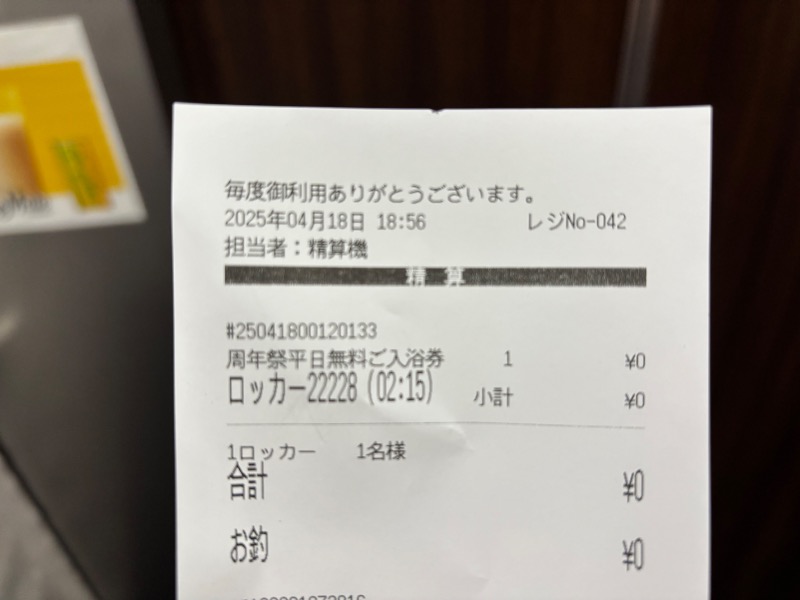 毎度御利用ありがとうございます。
2025年04月18日 18:56 レジNo-042
担当者：精算機
精 算
#25041800120133
周年祭平日無料ご入浴券 1 ¥0
ロッカー22228 (02:15) 小計 ¥0
1ロッカー 1名様
合計 ¥0
お釣 ¥0